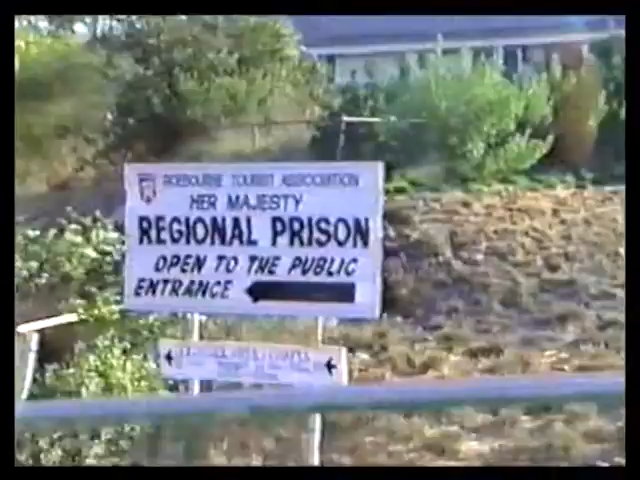 ROEBOURNE TOURIST ASSOCIATION
HER MAJESTY
REGIONAL PRISON
OPEN TO THE PUBLIC
ENTRANCE